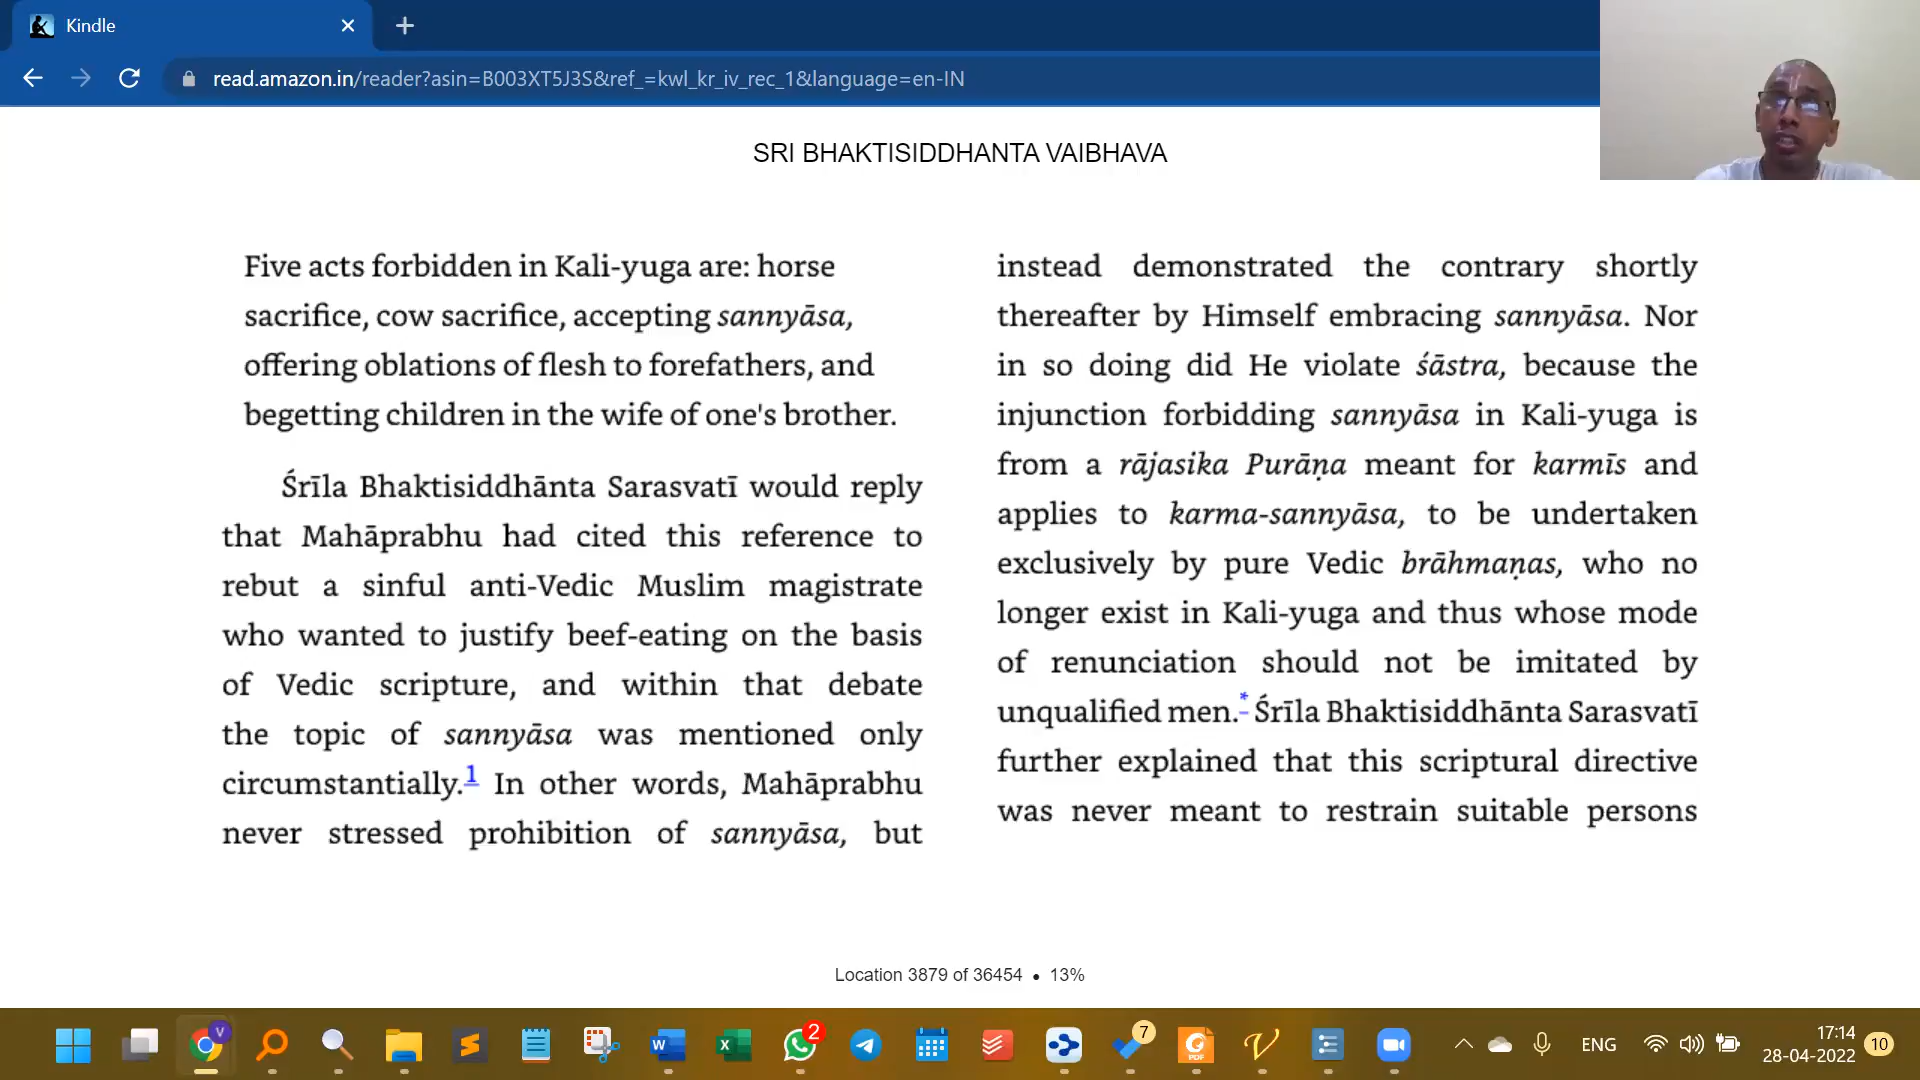 Kindle
read.amazon.in/reader?asin=B003XT5J3S&ref_=kwl_kr_iv_rec_1&language=en-IN
SRI BHAKTISIDDHANTA VAIBHAVA
Five acts forbidden in Kali-yuga are: horse
sacrifice, cow sacrifice, accepting sannyāsa,
offering oblations of flesh to forefathers, and
begetting children in the wife of one's brother.
Śrīla Bhaktisiddhānta Sarasvatī would reply
that Mahāprabhu had cited this reference to
rebut a sinful anti-Vedic Muslim magistrate
who wanted to justify beef-eating on the basis
of Vedic scripture, and within that debate
the topic of sannyāsa was mentioned only
circumstantially.1 In other words, Mahāprabhu
never stressed prohibition of sannyāsa, but
instead demonstrated the contrary shortly
thereafter by Himself embracing sannyāsa. Nor
in so doing did He violate śāstra, because the
injunction forbidding sannyāsa in Kali-yuga is
from a rājasika Purāṇa meant for karmīs and
applies to karma-sannyāsa, to be undertaken
exclusively by pure Vedic brāhmaṇas, who no
longer exist in Kali-yuga and thus whose mode
of renunciation should not be imitated by
unqualified men.* Śrīla Bhaktisiddhānta Sarasvatī
further explained that this scriptural directive
was never meant to restrain suitable persons
Location 3879 of 36454 • 13%
V
2
7
PDF
ENG
17:14
28-04-2022
10